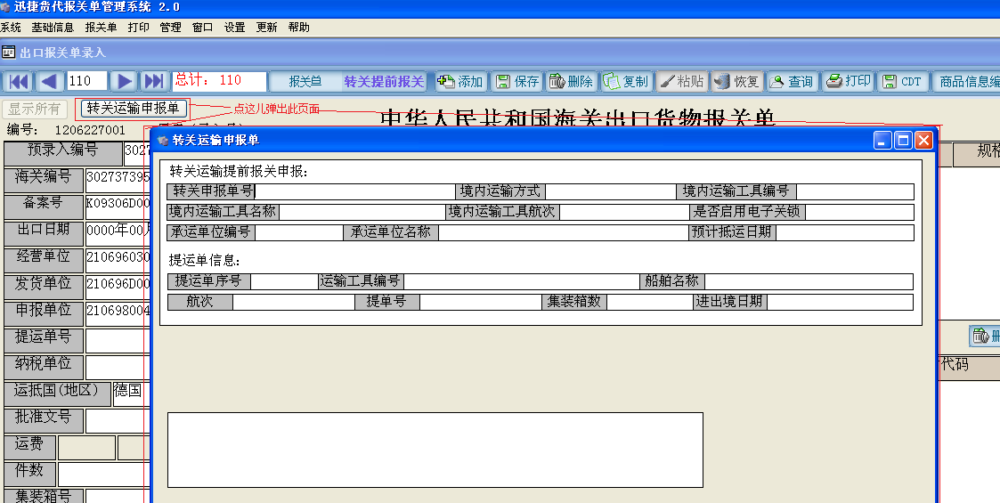 迅捷货代报关单管理系统 2.0
系统 基础信息 报关单 打印 管理 窗口 设置 更新 帮助
出口报关单录入
110 总计: 110 报关单 转关提前报关 添加 保存 删除 复制 粘贴 恢复 查询 打印 CDT 商品信息编
显示所有 转关运输申报单 点这儿弹出此页面
中华人民共和国海关出口货物报关单
编号: 1206227001
预录入编号 302 规格
海关编号 302737395
备案号 K09306D00
出口日期 0000年00月
经营单位 210696030
发货单位 210696D00
申报单位 210698004
提运单号
纳税单位
运抵国(地区) 德国
批准文号
运费
件数
集装箱号
删
代码
转关运输申报单
转关运输提前报关申报:
转关申报单号 境内运输方式 境内运输工具编号
境内运输工具名称 境内运输工具航次 是否启用电子关锁
承运单位编号 承运单位名称 预计抵运日期
提运单信息:
提运单序号 运输工具编号 船舶名称
航次 提单号 集装箱数 进出境日期